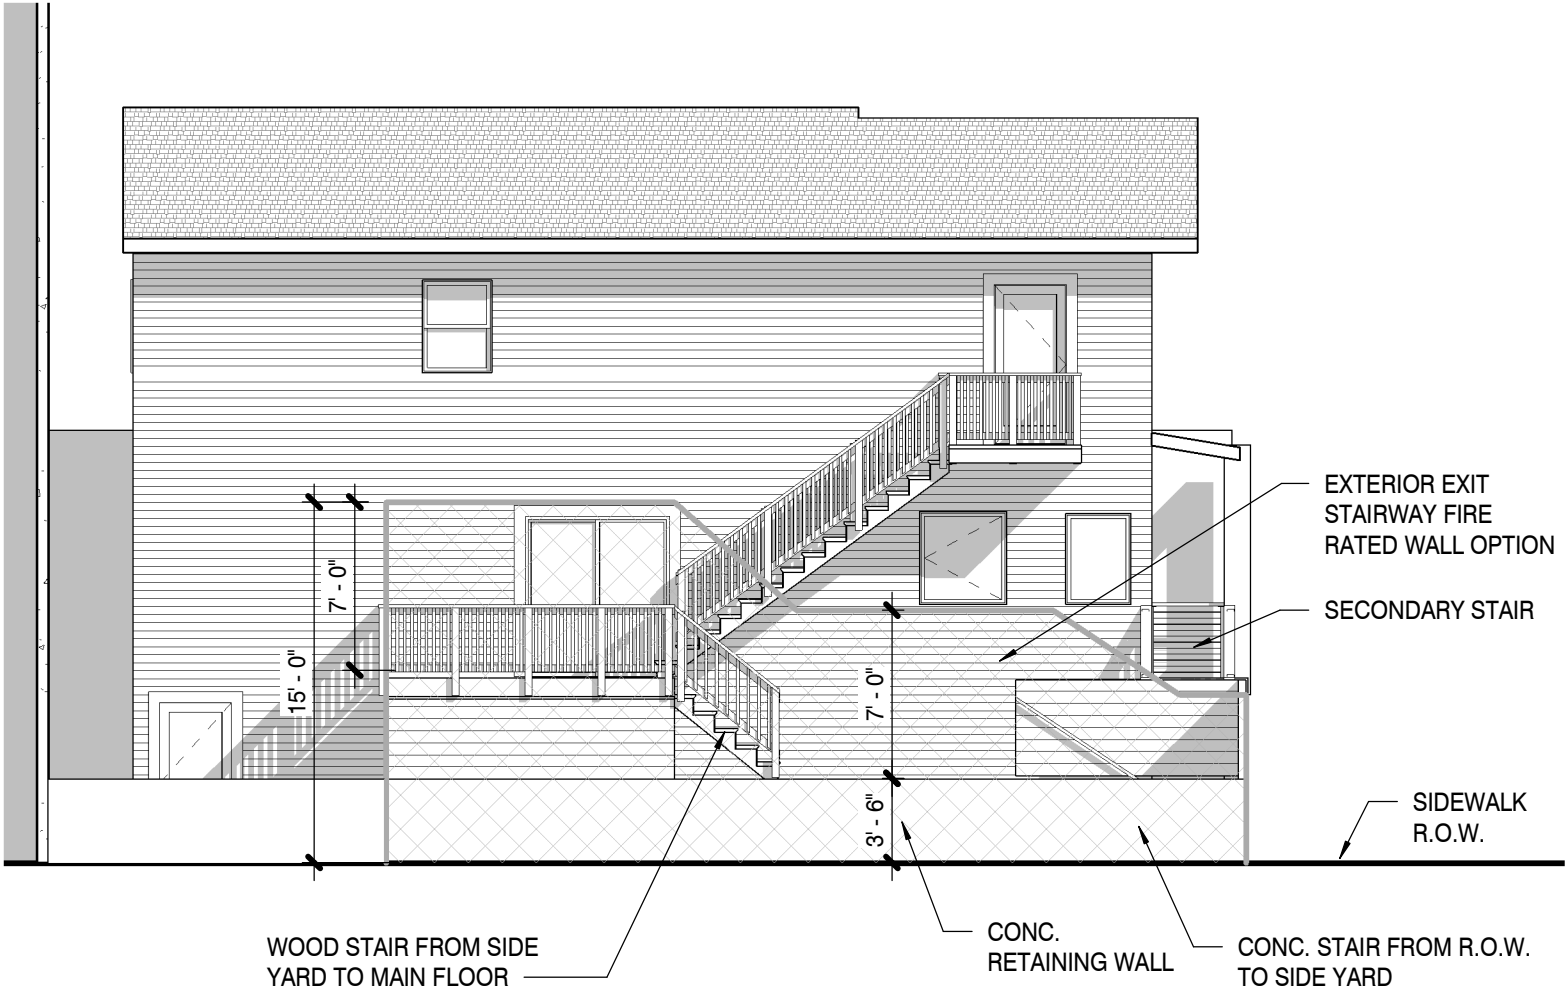 EXTERIOR EXIT
STAIRWAY FIRE
RATED WALL OPTION
7' - 0"
SECONDARY STAIR
15' - 0"
7' - 0"
3' - 6"
SIDEWALK
R.O.W.
WOOD STAIR FROM SIDE
YARD TO MAIN FLOOR
CONC.
RETAINING WALL
CONC. STAIR FROM R.O.W.
TO SIDE YARD